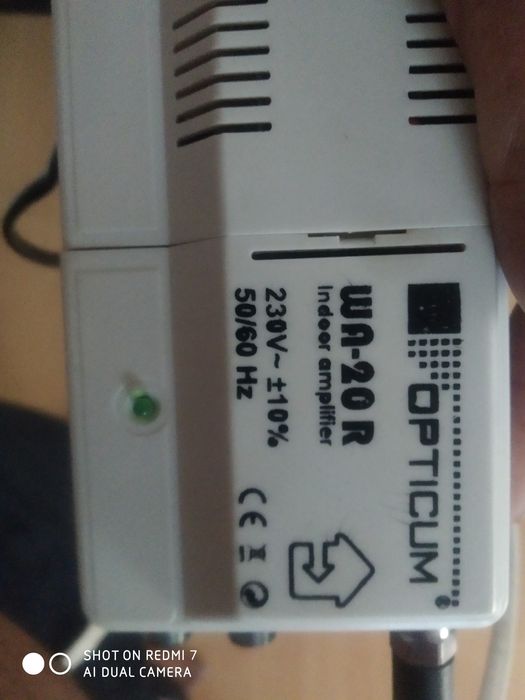 OPTICUM
WA-20 R
Indoor amplifier
230V~ ±10%
50/60 Hz
CE
SHOT ON REDMI 7
AI DUAL CAMERA